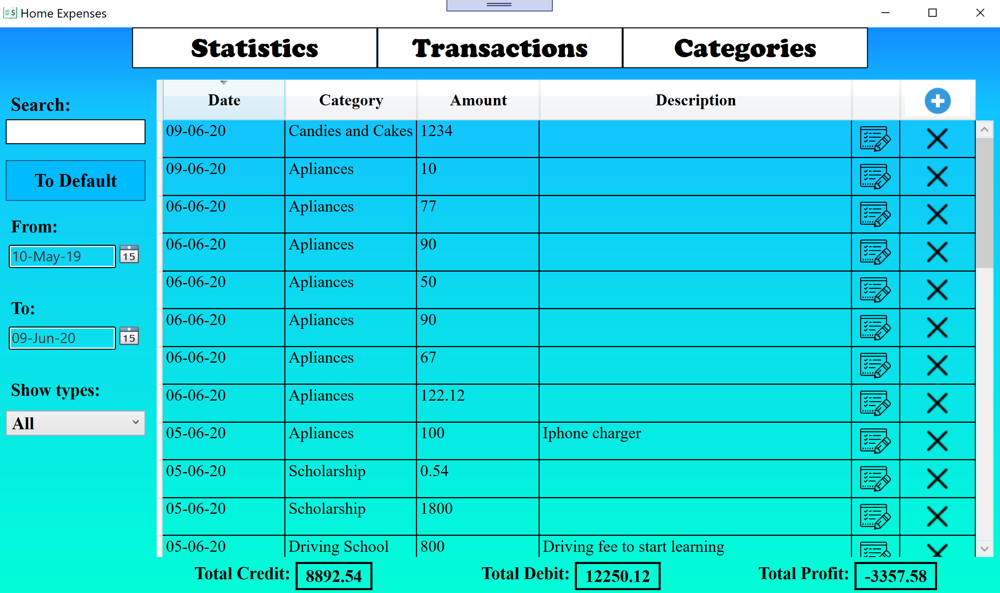 Home Expenses
Statistics Transactions Categories
Search:
To Default
From:
10-May-19
15
To:
09-Jun-20
15
Show types:
All
Date Category Amount Description
09-06-20 Candies and Cakes 1234
09-06-20 Apliances 10
06-06-20 Apliances 77
06-06-20 Apliances 90
06-06-20 Apliances 50
06-06-20 Apliances 90
06-06-20 Apliances 67
06-06-20 Apliances 122.12
05-06-20 Apliances 100 Iphone charger
05-06-20 Scholarship 0.54
05-06-20 Scholarship 1800
05-06-20 Driving School 800 Driving fee to start learning
Total Credit: 8892.54 Total Debit: 12250.12 Total Profit: -3357.58